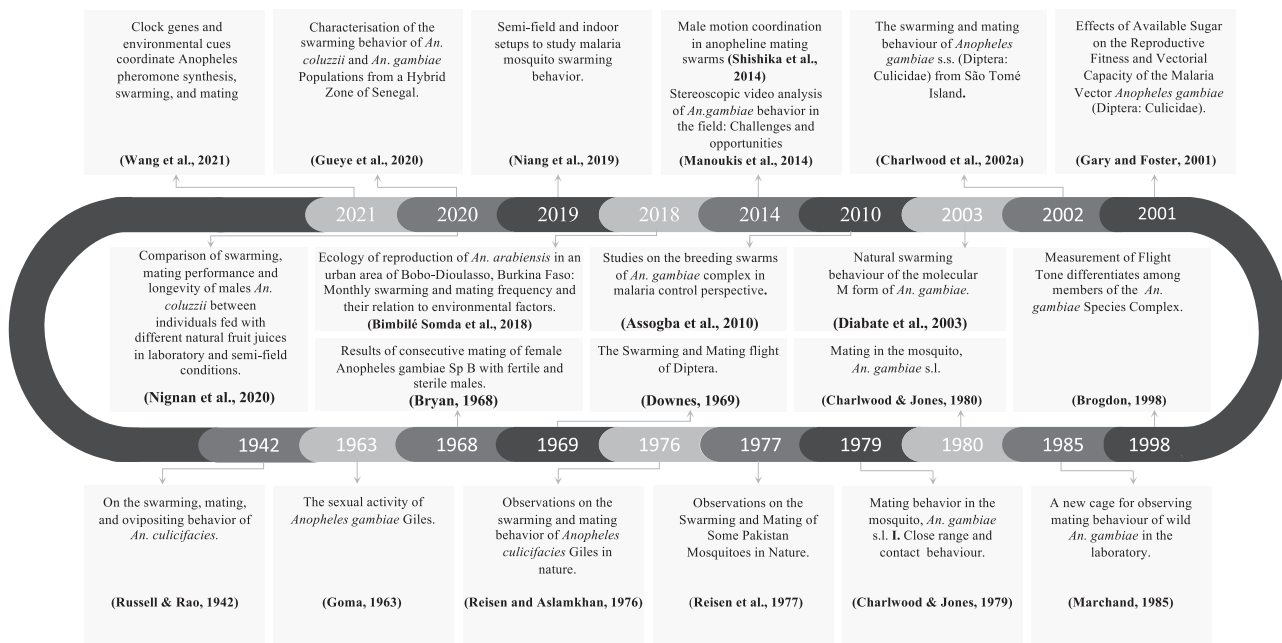 Clock genes and
environmental cues
coordinate Anopheles
pheromone synthesis,
swarming, and mating
(Wang et al., 2021)
Characterisation of the
swarming behavior of An.
coluzzii and An. gambiae
Populations from a Hybrid
Zone of Senegal.
(Gueye et al., 2020)
Semi-field and indoor
setups to study malaria
mosquito swarming
behavior.
(Niang et al., 2019)
Male motion coordination
in anopheline mating
swarms (Shishika et al.,
2014)
Stereoscopic video analysis
of An.gambiae behavior in
the field: Challenges and
opportunities
(Manoukis et al., 2014)
The swarming and mating
behaviour of Anopheles
gambiae s.s. (Diptera:
Culicidae) from São Tomé
Island.
(Charlwood et al., 2002a)
Effects of Available Sugar
on the Reproductive
Fitness and Vectorial
Capacity of the Malaria
Vector Anopheles gambiae
(Diptera: Culicidae).
(Gary and Foster, 2001)
2021
2020
2019
2018
2014
2010
2003
2002
2001
Comparison of swarming,
mating performance and
longevity of males An.
coluzzii between
individuals fed with
different natural fruit juices
in laboratory and semi-field
conditions.
(Nignan et al., 2020)
Ecology of reproduction of An. arabiensis in an
urban area of Bobo-Dioulasso, Burkina Faso:
Monthly swarming and mating frequency and
their relation to environmental factors.
(Bimbilé Somda et al., 2018)
Studies on the breeding swarms
of An. gambiae complex in
malaria control perspective.
(Assogba et al., 2010)
Natural swarming
behaviour of the molecular
M form of An. gambiae.
(Diabate et al., 2003)
Measurement of Flight
Tone differentiates among
members of the An.
gambiae Species Complex.
(Brogdon, 1998)
Results of consecutive mating of female
Anopheles gambiae Sp B with fertile and
sterile males.
(Bryan, 1968)
The Swarming and Mating flight
of Diptera.
(Downes, 1969)
Mating in the mosquito,
An. gambiae s.l.
(Charlwood & Jones, 1980)
1942
1963
1968
1969
1976
1977
1979
1980
1985
1998
On the swarming, mating,
and ovipositing behavior of
An. culicifacies.
(Russell & Rao, 1942)
The sexual activity of
Anopheles gambiae Giles.
(Goma, 1963)
Observations on the
swarming and mating
behavior of Anopheles
culicifacies Giles in
nature.
(Reisen and Aslamkhan, 1976)
Observations on the
Swarming and Mating of
Some Pakistan
Mosquitoes in Nature.
(Reisen et al., 1977)
Mating behavior in the
mosquito, An. gambiae
s.l. I. Close range and
contact behaviour.
(Charlwood & Jones, 1979)
A new cage for observing
mating behaviour of wild
An. gambiae in the
laboratory.
(Marchand, 1985)